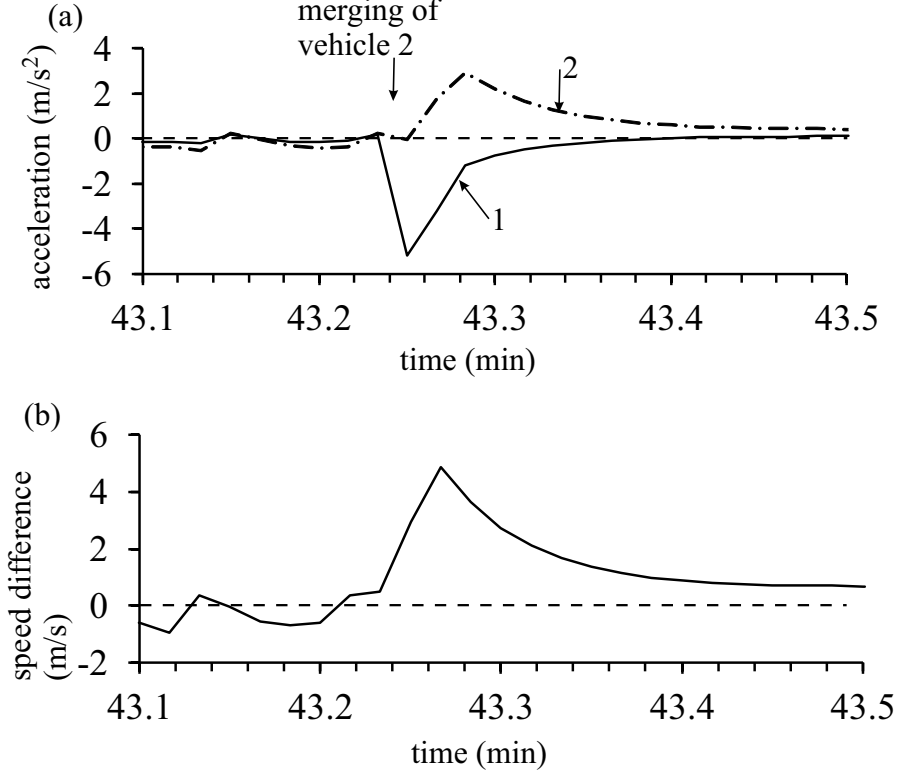 (a)
merging of
vehicle 2
acceleration (m/s²)
4
2
0
-2
-4
-6
2
1
43.1 43.2 43.3 43.4 43.5
time (min)
(b)
speed difference
(m/s)
6
4
2
0
-2
43.1 43.2 43.3 43.4 43.5
time (min)